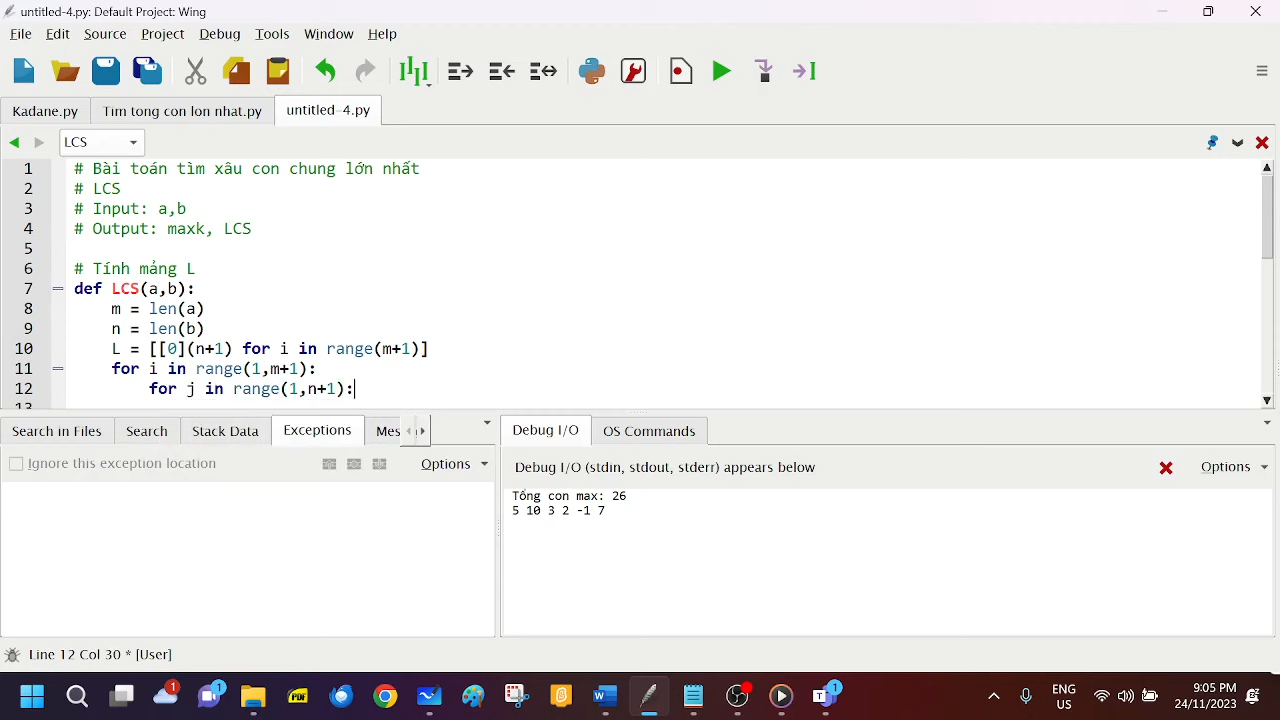 untitled-4.py: Default Project: Wing
File Edit Source Project Debug Tools Window Help
Kadane.py Tim tong con lon nhat.py untitled-4.py
LCS
1 # Bài toán tìm xâu con chung lớn nhất
2 # LCS
3 # Input: a,b
4 # Output: maxk, LCS
5
6 # Tính mảng L
7 def LCS(a,b):
8 m = len(a)
9 n = len(b)
10 L = [[0](n+1) for i in range(m+1)]
11 for i in range(1,m+1):
12 for j in range(1,n+1):
13
Search in Files Search Stack Data Exceptions Mes
Debug I/O OS Commands
Ignore this exception location Options
Debug I/O (stdin, stdout, stderr) appears below Options
Tổng con max: 26
5 10 3 2 -1 7
Line 12 Col 30 * [User]
1 1 PDF 1
ENG
US
9:05 PM
24/11/2023